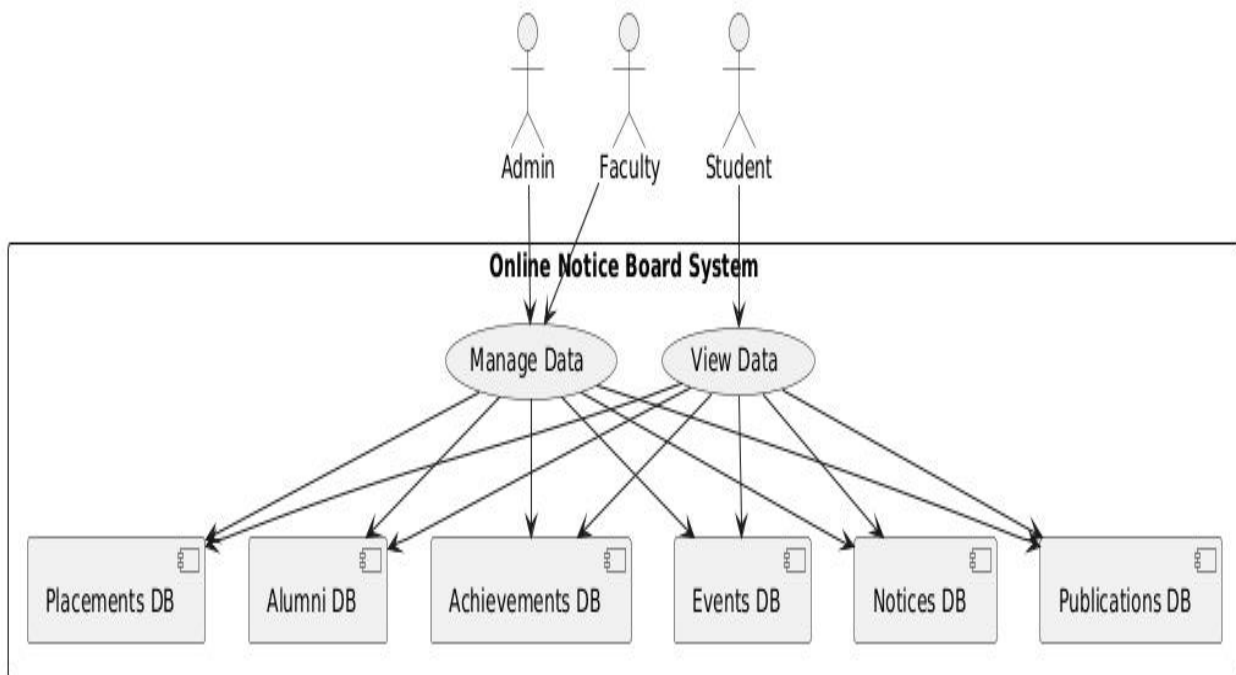 Admin
Faculty
Student
Online Notice Board System
Manage Data
View Data
Placements DB
Alumni DB
Achievements DB
Events DB
Notices DB
Publications DB